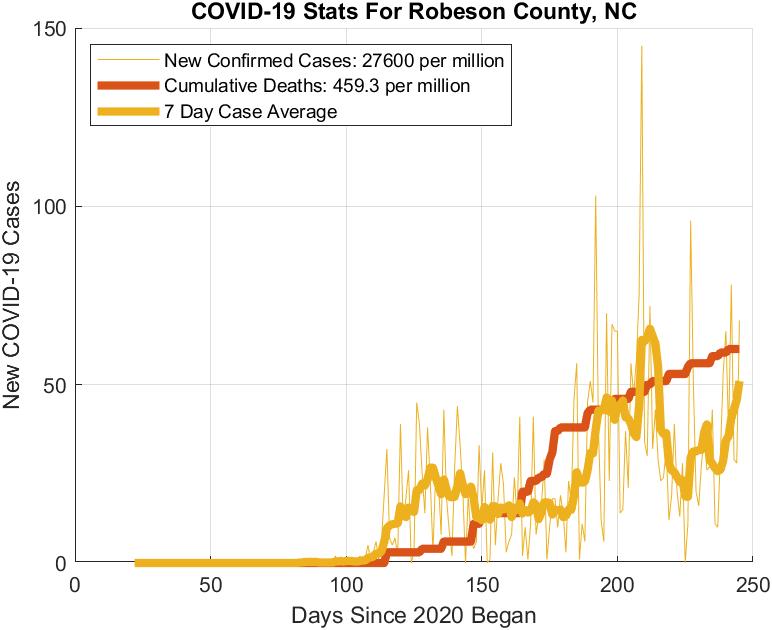 COVID-19 Stats For Robeson County, NC
New Confirmed Cases: 27600 per million
Cumulative Deaths: 459.3 per million
7 Day Case Average
New COVID-19 Cases
150
100
50
0
0 50 100 150 200 250
Days Since 2020 Began